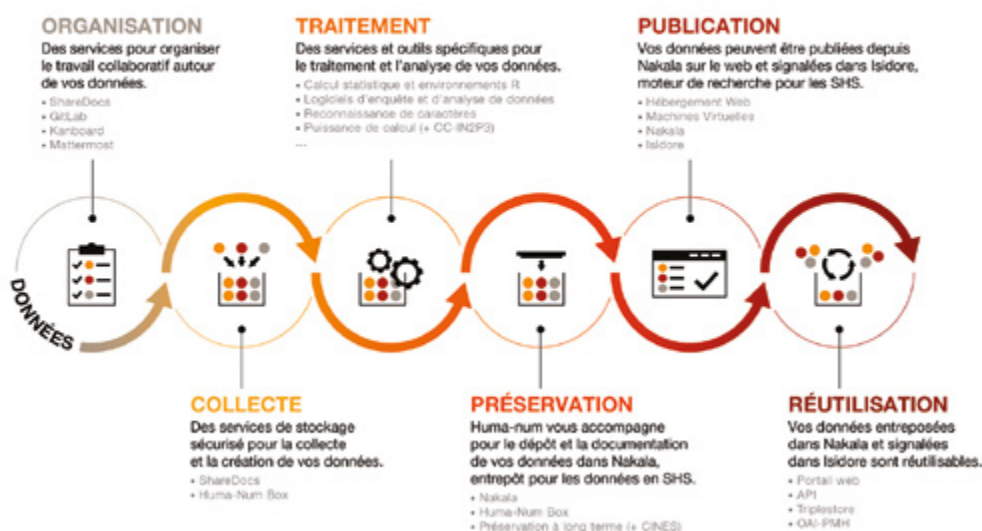 ORGANISATION
Des services pour organiser
le travail collaboratif autour
de vos données.
• ShareDocs
• GitLab
• Kanboard
• Mattermost
TRAITEMENT
Des services et outils spécifiques pour
le traitement et l'analyse de vos données.
• Calcul statistique et environnements R
• Logiciels d'enquête et d'analyse de données
• Reconnaissance de caractères
• Puissance de calcul (+ CC-IN2P3)
...
PUBLICATION
Vos données peuvent être publiées depuis
Nakala sur le web et signalées dans Isidore,
moteur de recherche pour les SHS.
• Hébergement Web
• Machines Virtuelles
• Nakala
• Isidore
DONNÉES
COLLECTE
Des services de stockage
sécurisé pour la collecte
et la création de vos données.
• ShareDocs
• Huma-Num Box
PRÉSERVATION
Huma-num vous accompagne
pour le dépôt et la documentation
de vos données dans Nakala,
entrepôt pour les données en SHS.
• Nakala
• Huma-Num Box
• Préservation à long terme (+ CINES)
RÉUTILISATION
Vos données entreposées
dans Nakala et signalées
dans Isidore sont réutilisables.
• Portail web
• API
• Triplestore
• OAI-PMH